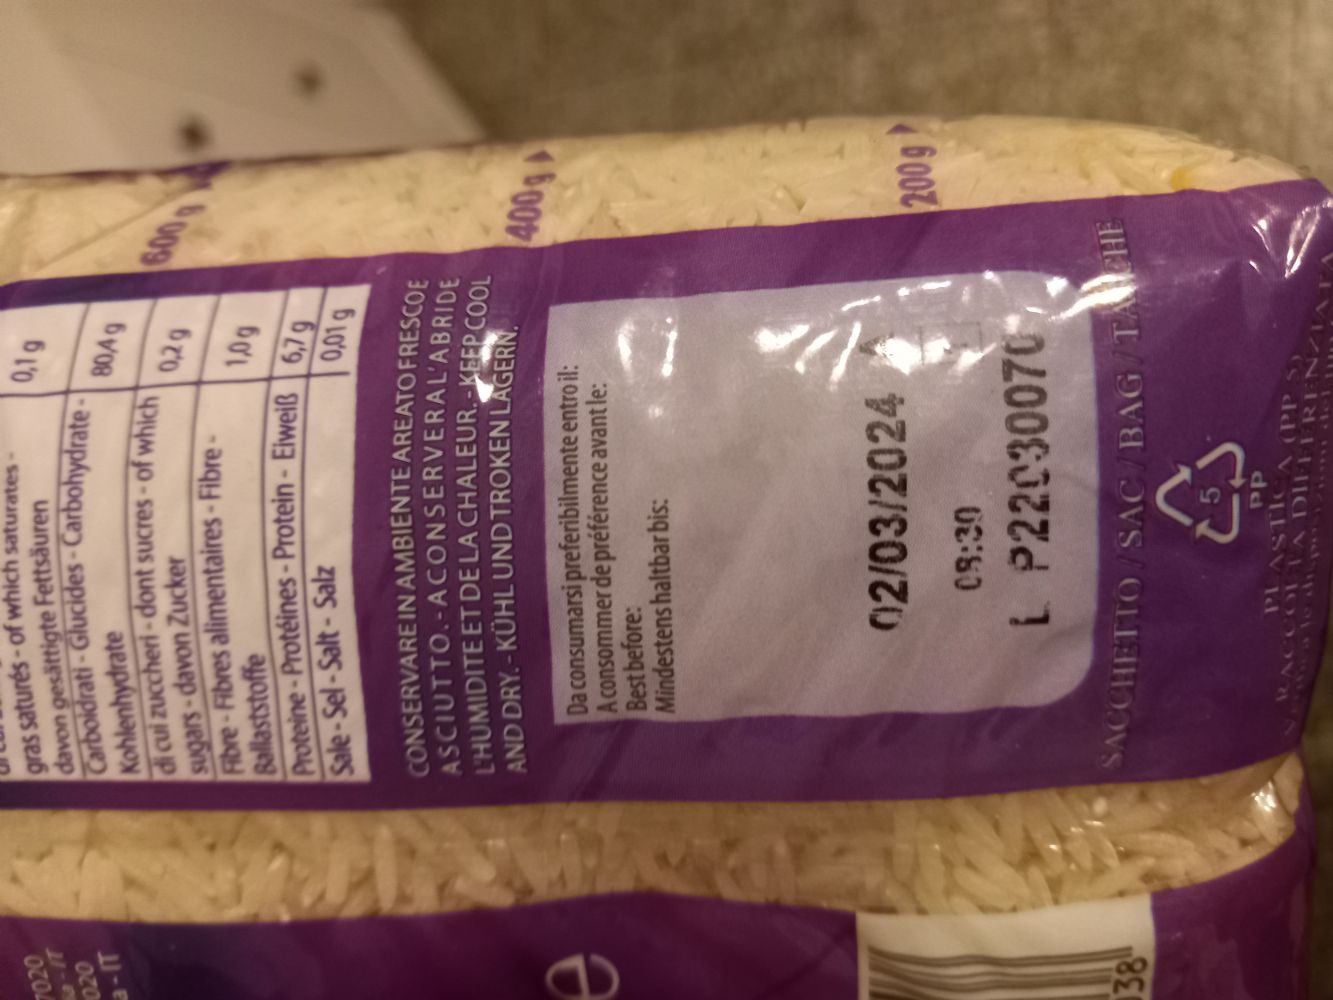 0,1 g
gras saturés - of which saturates -
davon gesättigte Fettsäuren
Carboidrati - Glucides - Carbohydrate -
Kohlenhydrate
80,4 g
di cui zuccheri - dont sucres - of which
sugars - davon Zucker
0,2 g
Fibre - Fibres alimentaires - Fibre -
Ballaststoffe
1,0 g
Proteine - Protéines - Protein - Eiweiß
6,7 g
Sale - Sel - Salt - Salz
0,01 g
CONSERVARE IN AMBIENTE AREATO FRESCO E
ASCIUTTO. - A CONSERVER A L'ABRI DE
L'HUMIDITE ET DE LA CHALEUR. - KEEP COOL
AND DRY. - KÜHL UND TROKEN LAGERN.
Da consumarsi preferibilmente entro il:
A consommer de préférence avant le:
Best before:
Mindestens haltbar bis:
02/03/2024 A
08:30
L P22030070
SACCHETTO / SAC / BAG / TASCHE
5
PP
PLASTICA (PP 5)
RACCOLTA DIFFERENZIATA
600 g
400 g
200 g
7020
- IT
020
a - IT
e
38